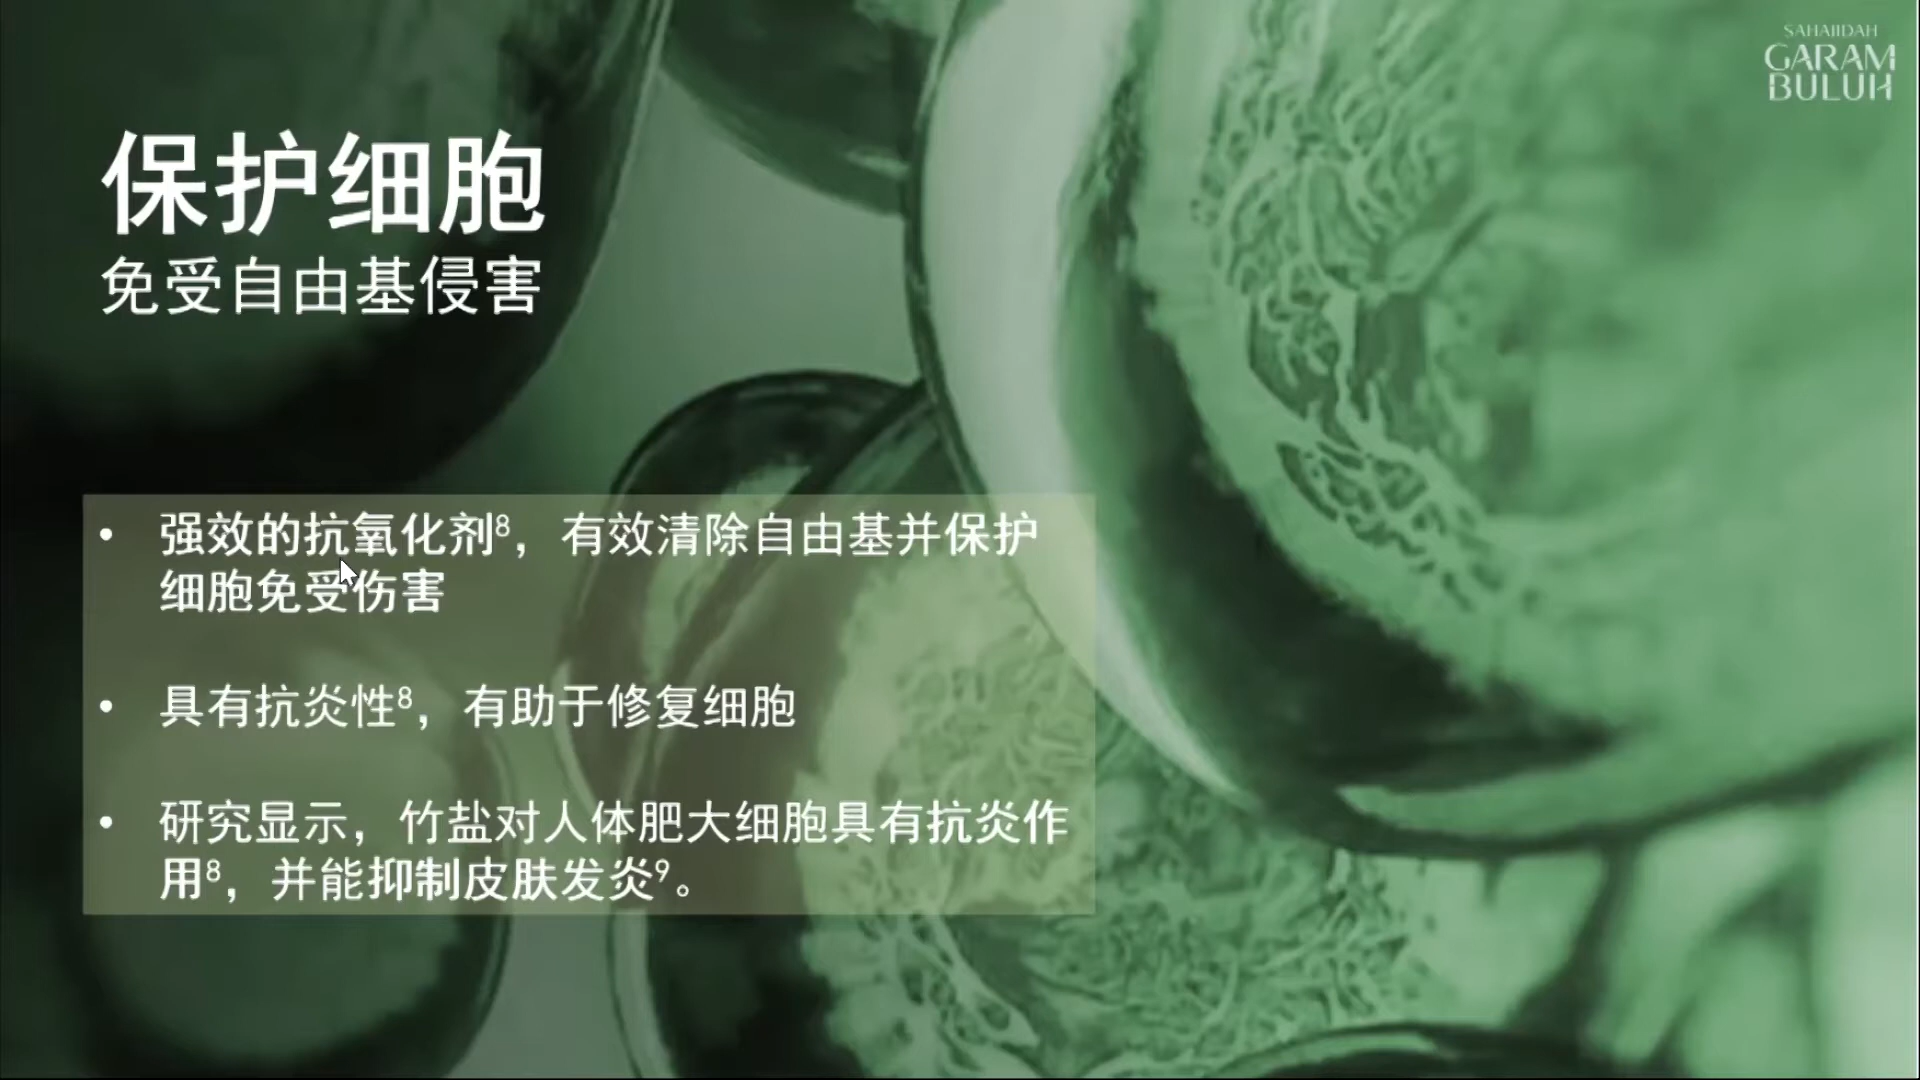 SAHAJIDAH
GARAM
BULUH
保护细胞
免受自由基侵害
• 强效的抗氧化剂⁸，有效清除自由基并保护
细胞免受伤害
• 具有抗炎性⁸，有助于修复细胞
• 研究显示，竹盐对人体肥大细胞具有抗炎作
用⁸，并能抑制皮肤发炎⁹。